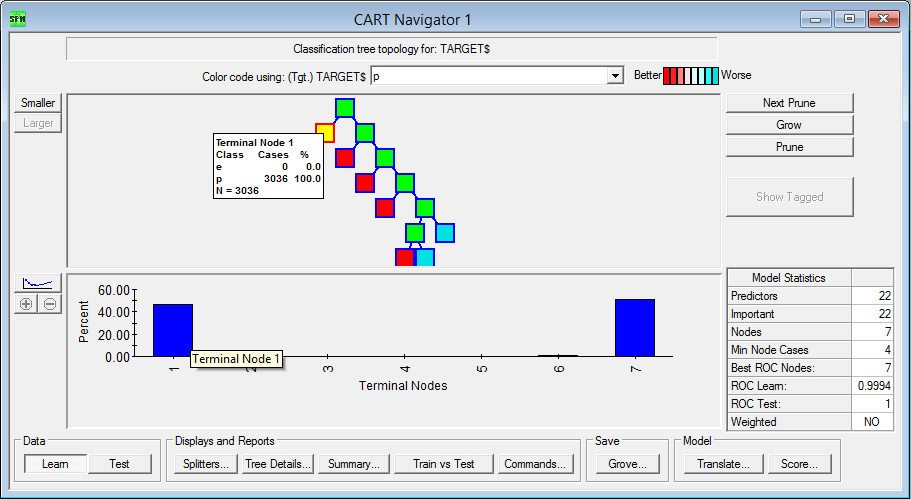 SPM
CART Navigator 1
Classification tree topology for: TARGET$
Color code using: (Tgt.) TARGET$ p
Better Worse
Smaller
Larger
Next Prune
Grow
Prune
Show Tagged
Terminal Node 1
Class Cases %
e 0 0.0
p 3036 100.0
N = 3036
Percent
60.00
40.00
20.00
0.00
1 2 3 4 5 6 7
Terminal Node 1
Terminal Nodes
Model Statistics
Predictors 22
Important 22
Nodes 7
Min Node Cases 4
Best ROC Nodes: 7
ROC Learn: 0.9994
ROC Test: 1
Weighted NO
Data
Learn Test
Displays and Reports
Splitters... Tree Details... Summary... Train vs Test Commands...
Save
Grove...
Model
Translate... Score...